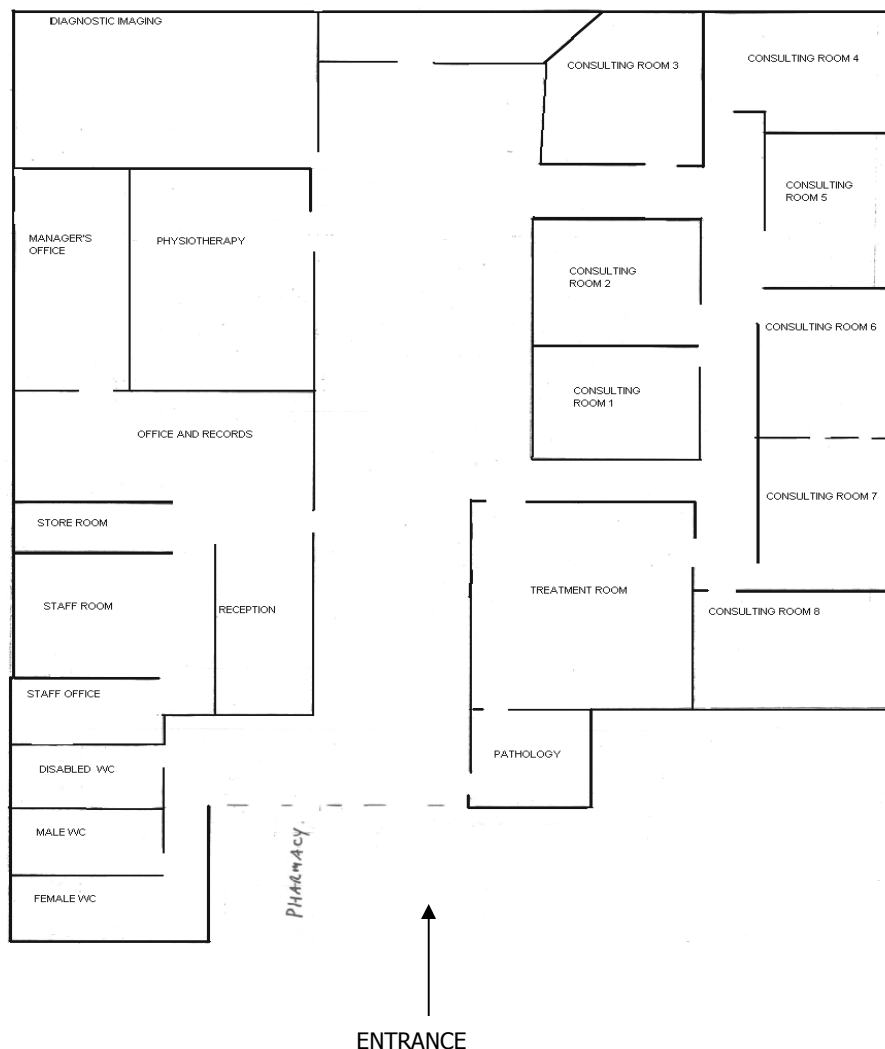 DIAGNOSTIC IMAGING
CONSULTING ROOM 3
CONSULTING ROOM 4
CONSULTING
ROOM 5
MANAGER'S
OFFICE
PHYSIOTHERAPY
CONSULTING
ROOM 2
CONSULTING ROOM 6
CONSULTING
ROOM 1
OFFICE AND RECORDS
CONSULTING ROOM 7
STORE ROOM
STAFF ROOM
RECEPTION
TREATMENT ROOM
CONSULTING ROOM 8
STAFF OFFICE
PATHOLOGY
DISABLED WC
MALE WC
PHARMACY.
FEMALE WC
ENTRANCE